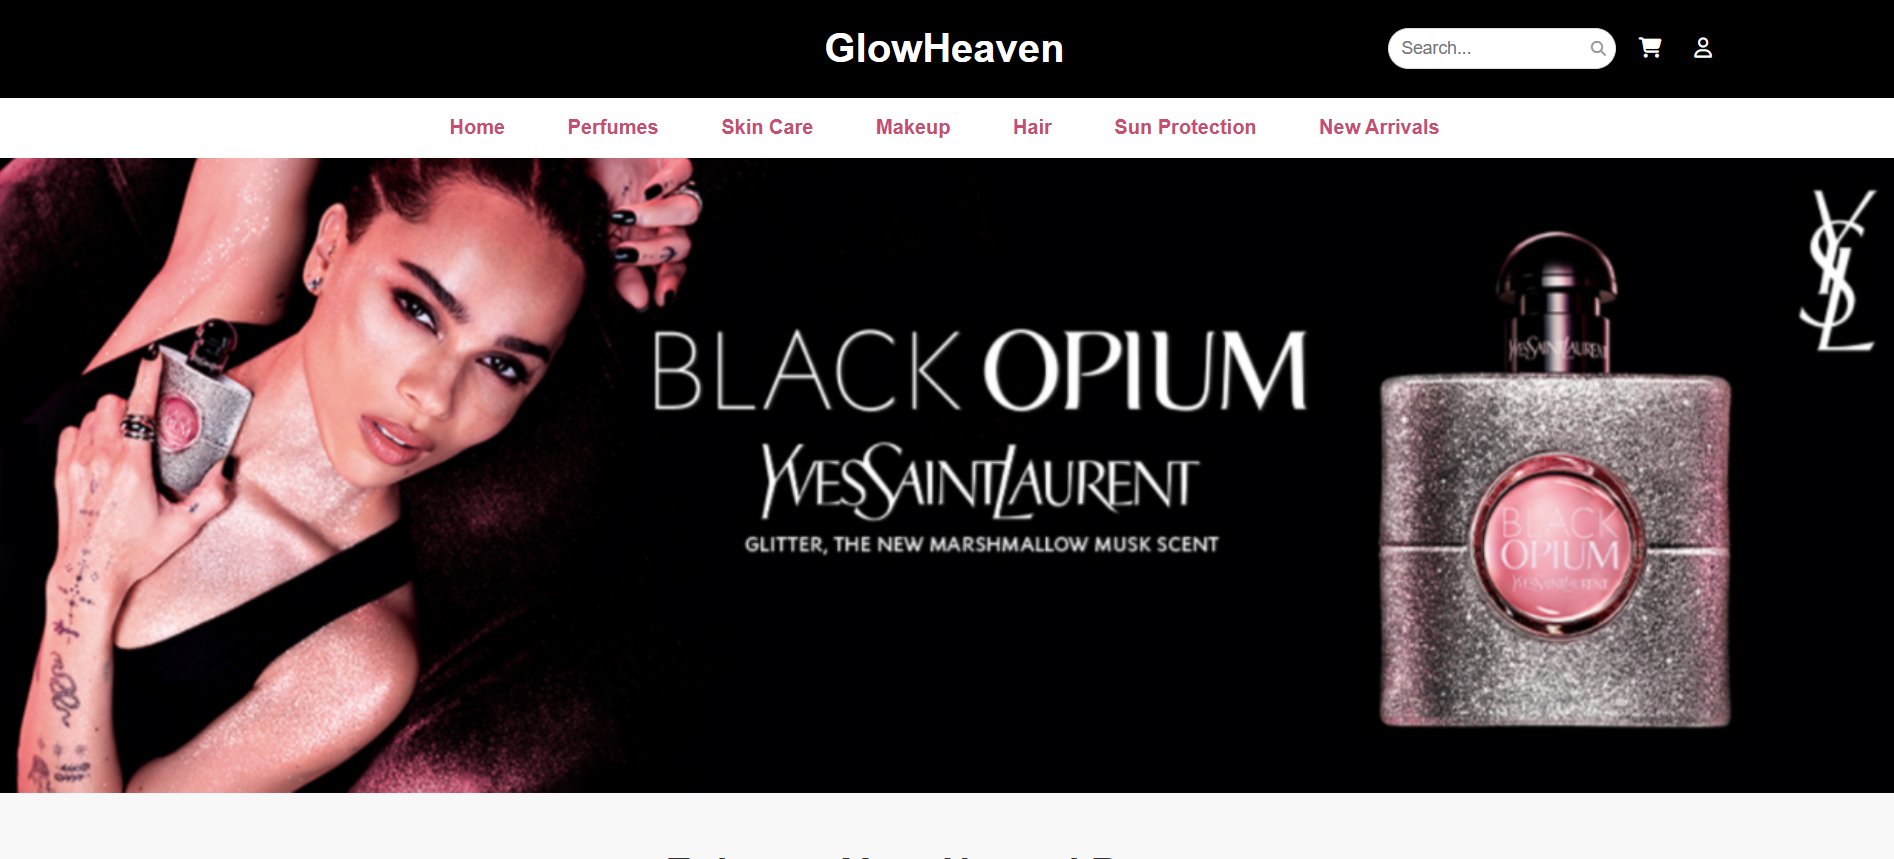 GlowHeaven
Search...
Home
Perfumes
Skin Care
Makeup
Hair
Sun Protection
New Arrivals
YSL
BLACK OPIUM
YVESSAINTLAURENT
GLITTER, THE NEW MARSHMALLOW MUSK SCENT
YVESSAINTLAURENT
BLACK
OPIUM
YVESSAINTLAURENT